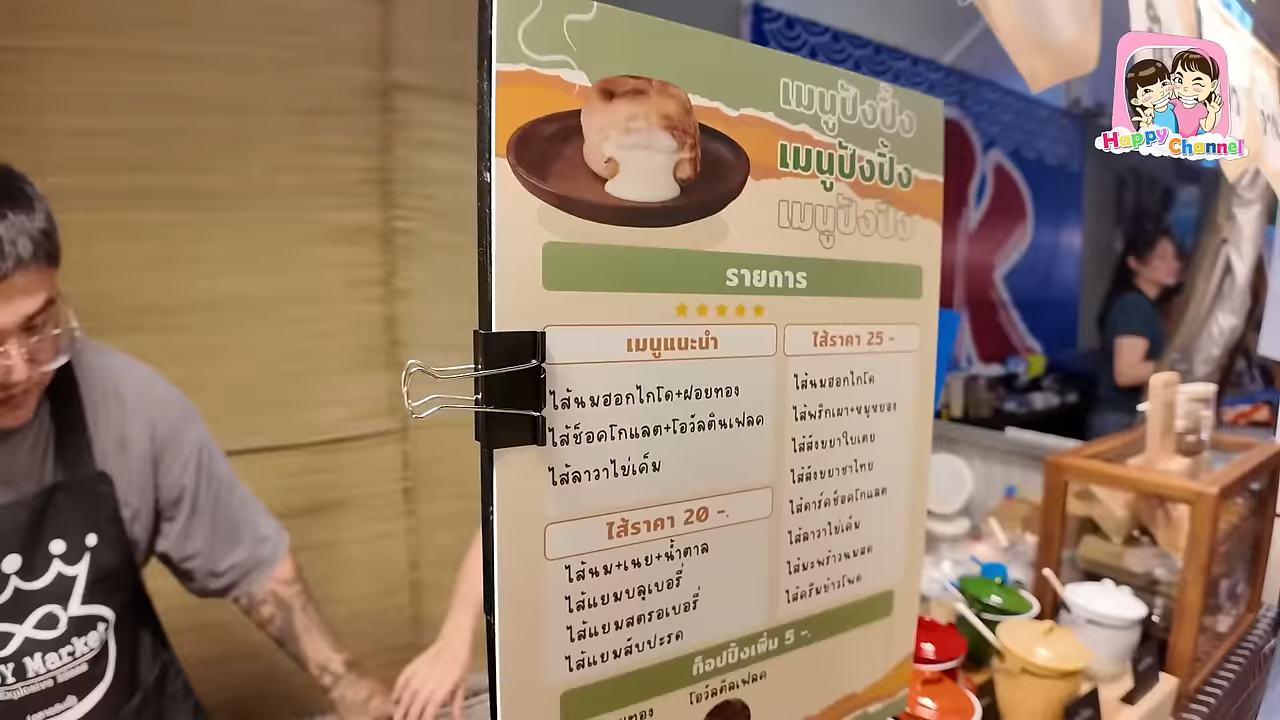 Happy Channel
เมนูปังปิ้ง
เมนูปังปิ้ง
เมนูปังปิ้ง
รายการ
เมนูแนะนำ
ไส้นมฮอกไกโด+ฝอยทอง
ไส้ช็อคโกแลต+โอวัลตินเฟลค
ไส้ลาวาไข่เค็ม
ไส้ราคา 20 -.
ไส้นม+เนย+น้ำตาล
ไส้แยมบลูเบอรี่
ไส้แยมสตรอเบอรี่
ไส้แยมสับปะรด
ไส้ราคา 25 -
ไส้นมฮอกไกโด
ไส้พริกเผา+หมูหยอง
ไส้สังขยาใบเตย
ไส้สังขยาชาไทย
ไส้ดาร์คช็อคโกแลต
ไส้ลาวาไข่เค็ม
ไส้มะพร้าวนมสด
ไส้ครีมข้าวโพด
ท็อปปิ้งเพิ่ม 5 -.
โอวัลตินเฟลค
Market